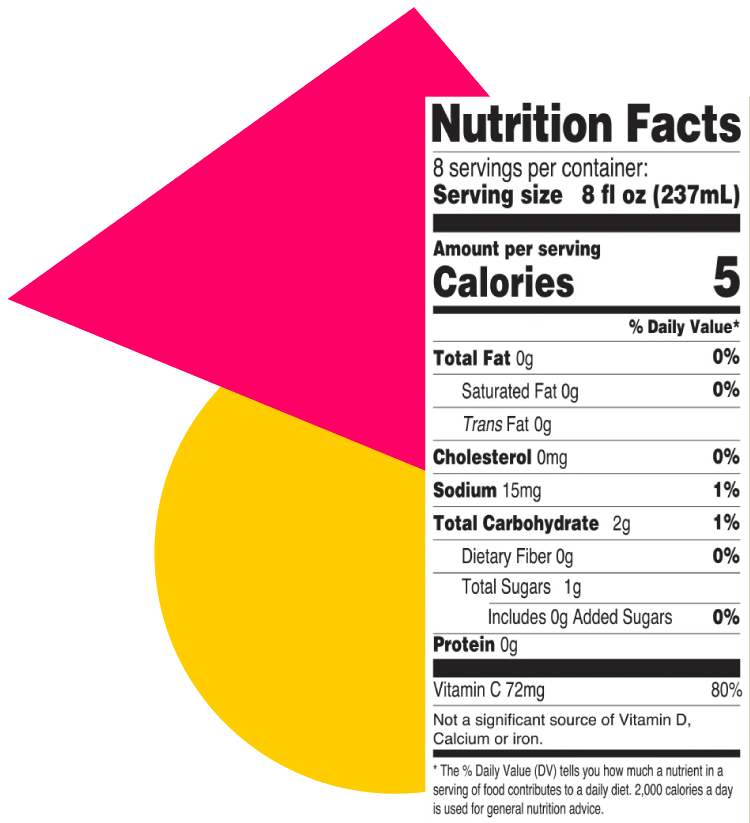 Nutrition Facts
8 servings per container:
Serving size 8 fl oz (237mL)
Amount per serving
Calories 5
% Daily Value*
Total Fat 0g 0%
Saturated Fat 0g 0%
Trans Fat 0g
Cholesterol 0mg 0%
Sodium 15mg 1%
Total Carbohydrate 2g 1%
Dietary Fiber 0g 0%
Total Sugars 1g
Includes 0g Added Sugars 0%
Protein 0g
Vitamin C 72mg 80%
Not a significant source of Vitamin D,
Calcium or iron.
* The % Daily Value (DV) tells you how much a nutrient in a
serving of food contributes to a daily diet. 2,000 calories a day
is used for general nutrition advice.